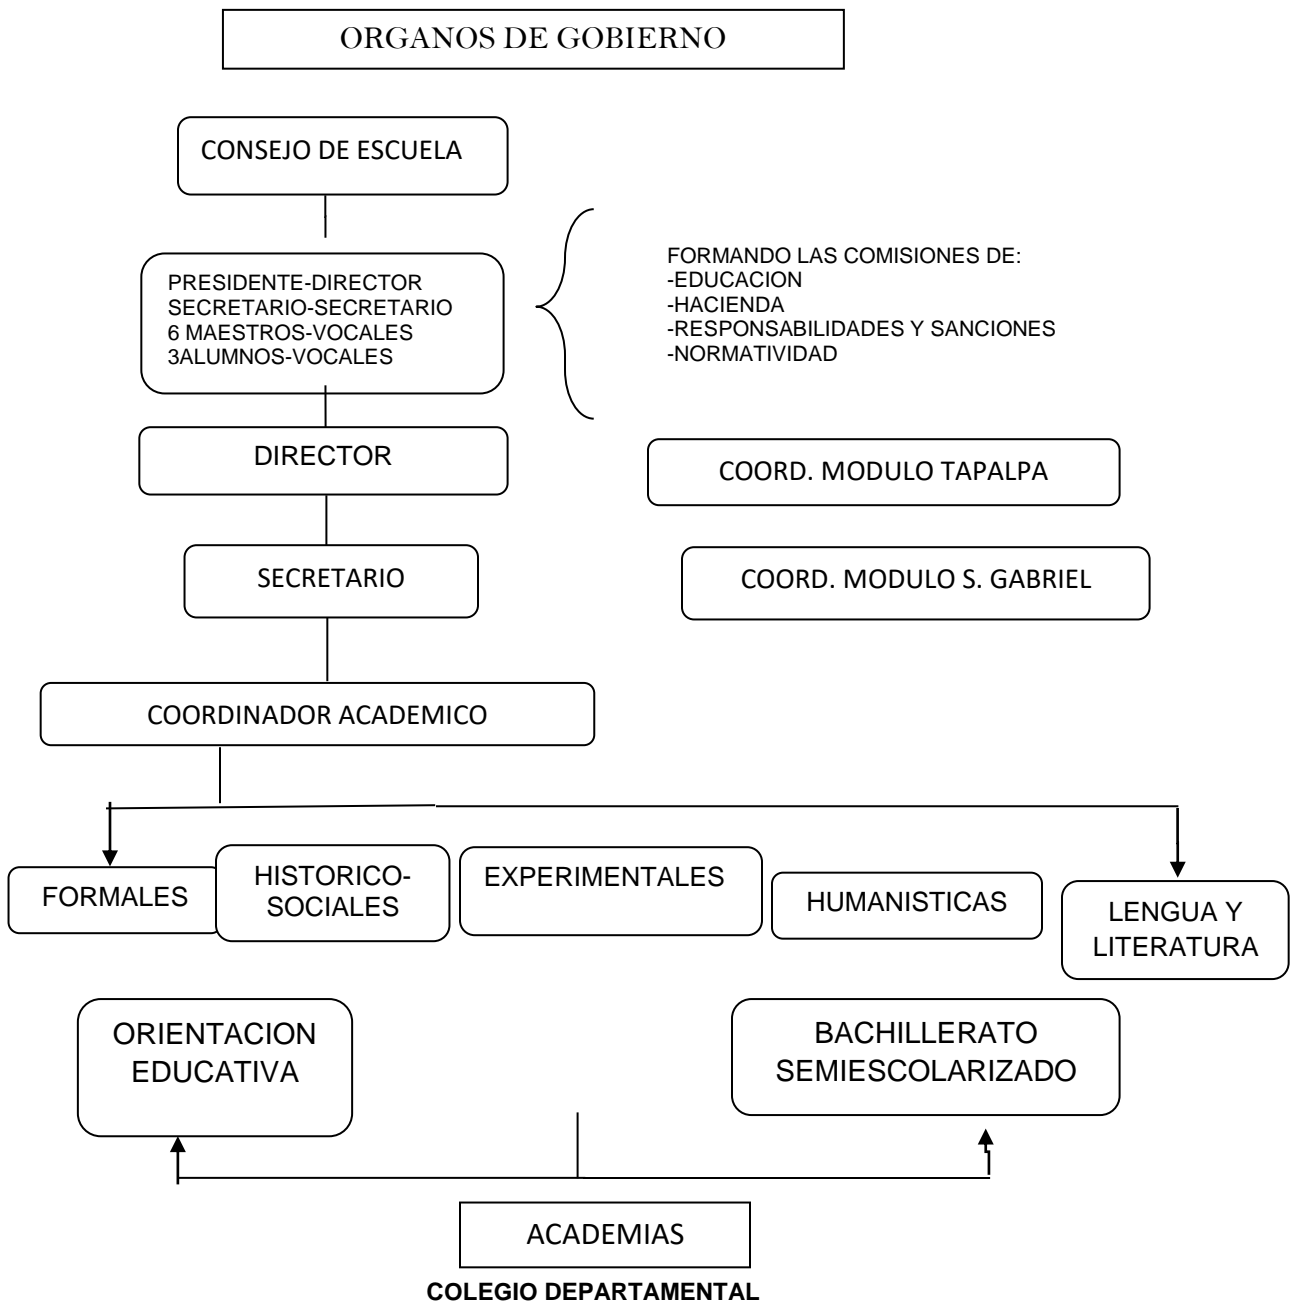 ORGANOS DE GOBIERNO
CONSEJO DE ESCUELA
PRESIDENTE-DIRECTOR
SECRETARIO-SECRETARIO
6 MAESTROS-VOCALES
3ALUMNOS-VOCALES
FORMANDO LAS COMISIONES DE:
-EDUCACION
-HACIENDA
-RESPONSABILIDADES Y SANCIONES
-NORMATIVIDAD
DIRECTOR
COORD. MODULO TAPALPA
SECRETARIO
COORD. MODULO S. GABRIEL
COORDINADOR ACADEMICO
FORMALES
HISTORICO-
SOCIALES
EXPERIMENTALES
HUMANISTICAS
LENGUA Y
LITERATURA
ORIENTACION
EDUCATIVA
BACHILLERATO
SEMIESCOLARIZADO
ACADEMIAS
COLEGIO DEPARTAMENTAL